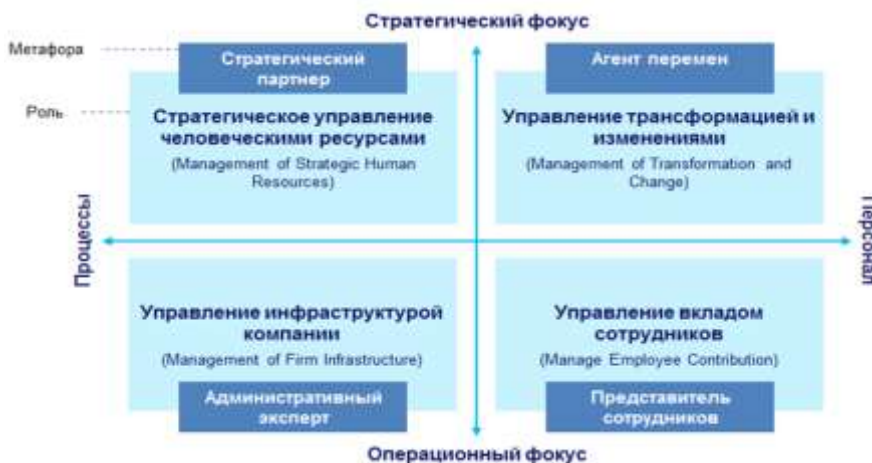 Стратегический фокус
Метафора
Стратегический
партнер
Агент перемен
Роль
Стратегическое управление
человеческими ресурсами
(Management of Strategic Human
Resources)
Управление трансформацией и
изменениями
(Management of Transformation and
Change)
Процессы
Персонал
Управление инфраструктурой
компании
(Management of Firm Infrastructure)
Управление вкладом
сотрудников
(Manage Employee Contribution)
Административный
эксперт
Представитель
сотрудников
Операционный фокус